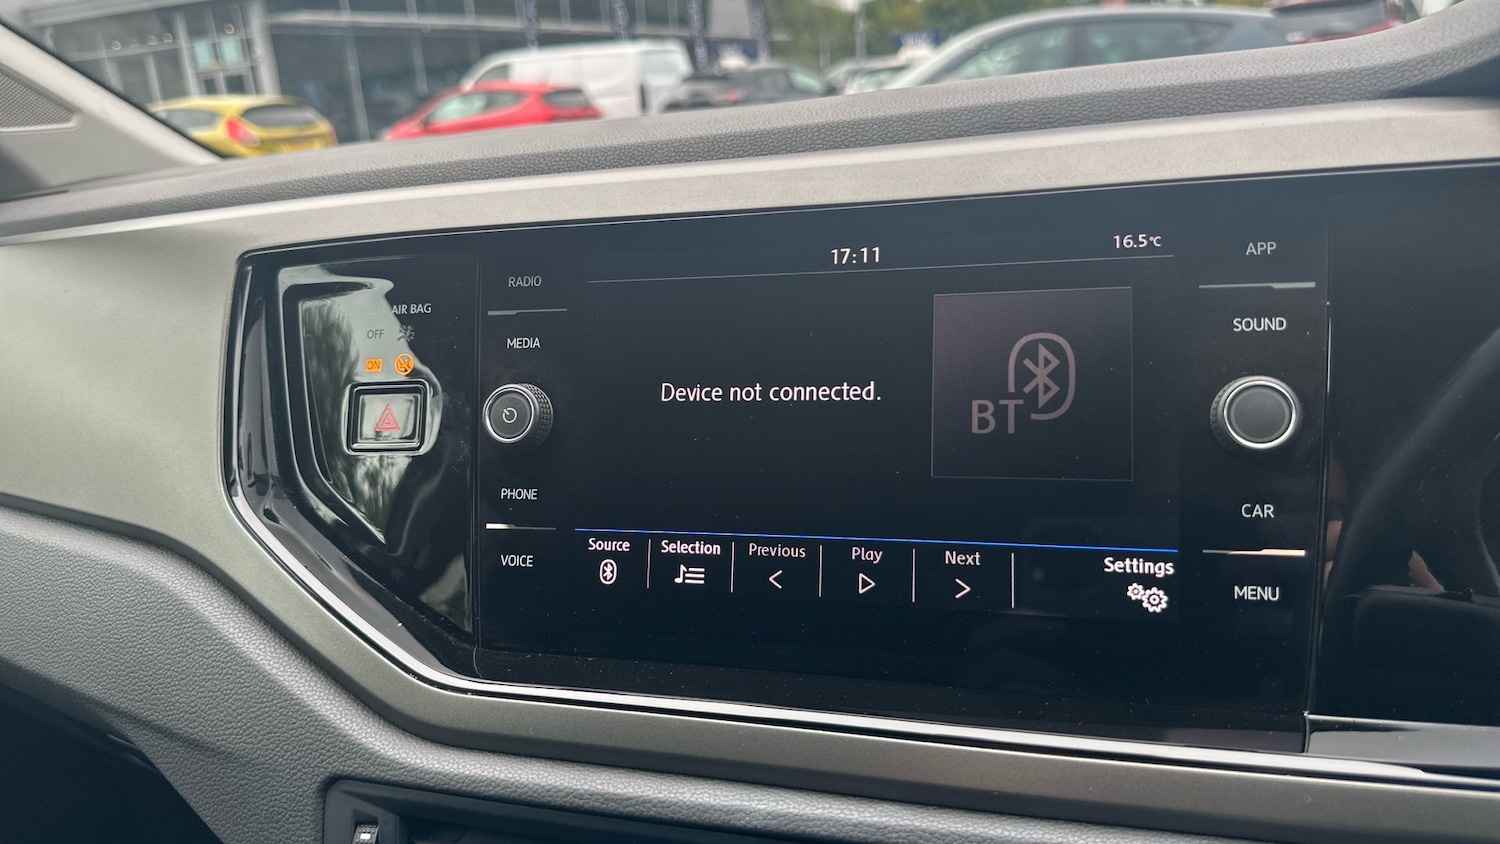 17:11
16.5°C
RADIO
MEDIA
PHONE
VOICE
AIR BAG
OFF
ON
Device not connected.
BT
Source
Selection
Previous
Play
Next
Settings
APP
SOUND
CAR
MENU